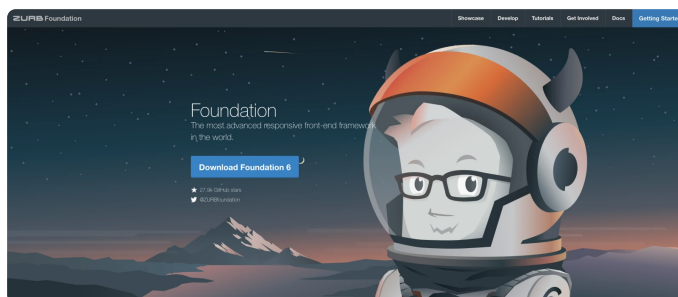 ZURB Foundation
Showcase Develop Tutorials Get Involved Docs Getting Starte
Foundation
The most advanced responsive front-end framework
in the world.
Download Foundation 6
27.9k GitHub stars
@ZURBfoundation